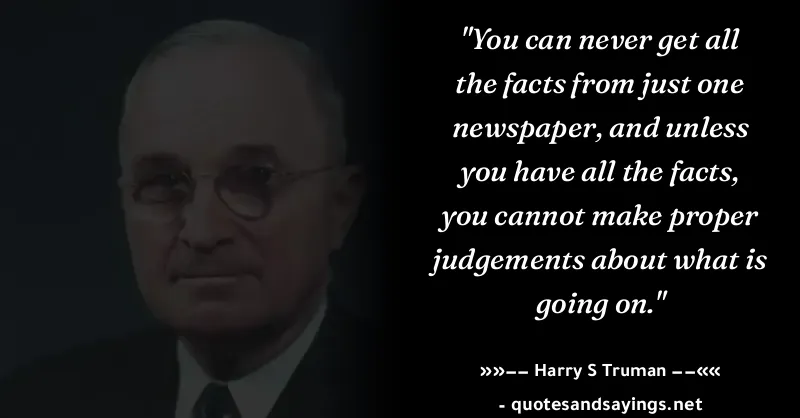 "You can never get all
the facts from just one
newspaper, and unless
you have all the facts,
you cannot make proper
judgements about what is
going on."
»»−− Harry S Truman −−««
- quotesandsayings.net